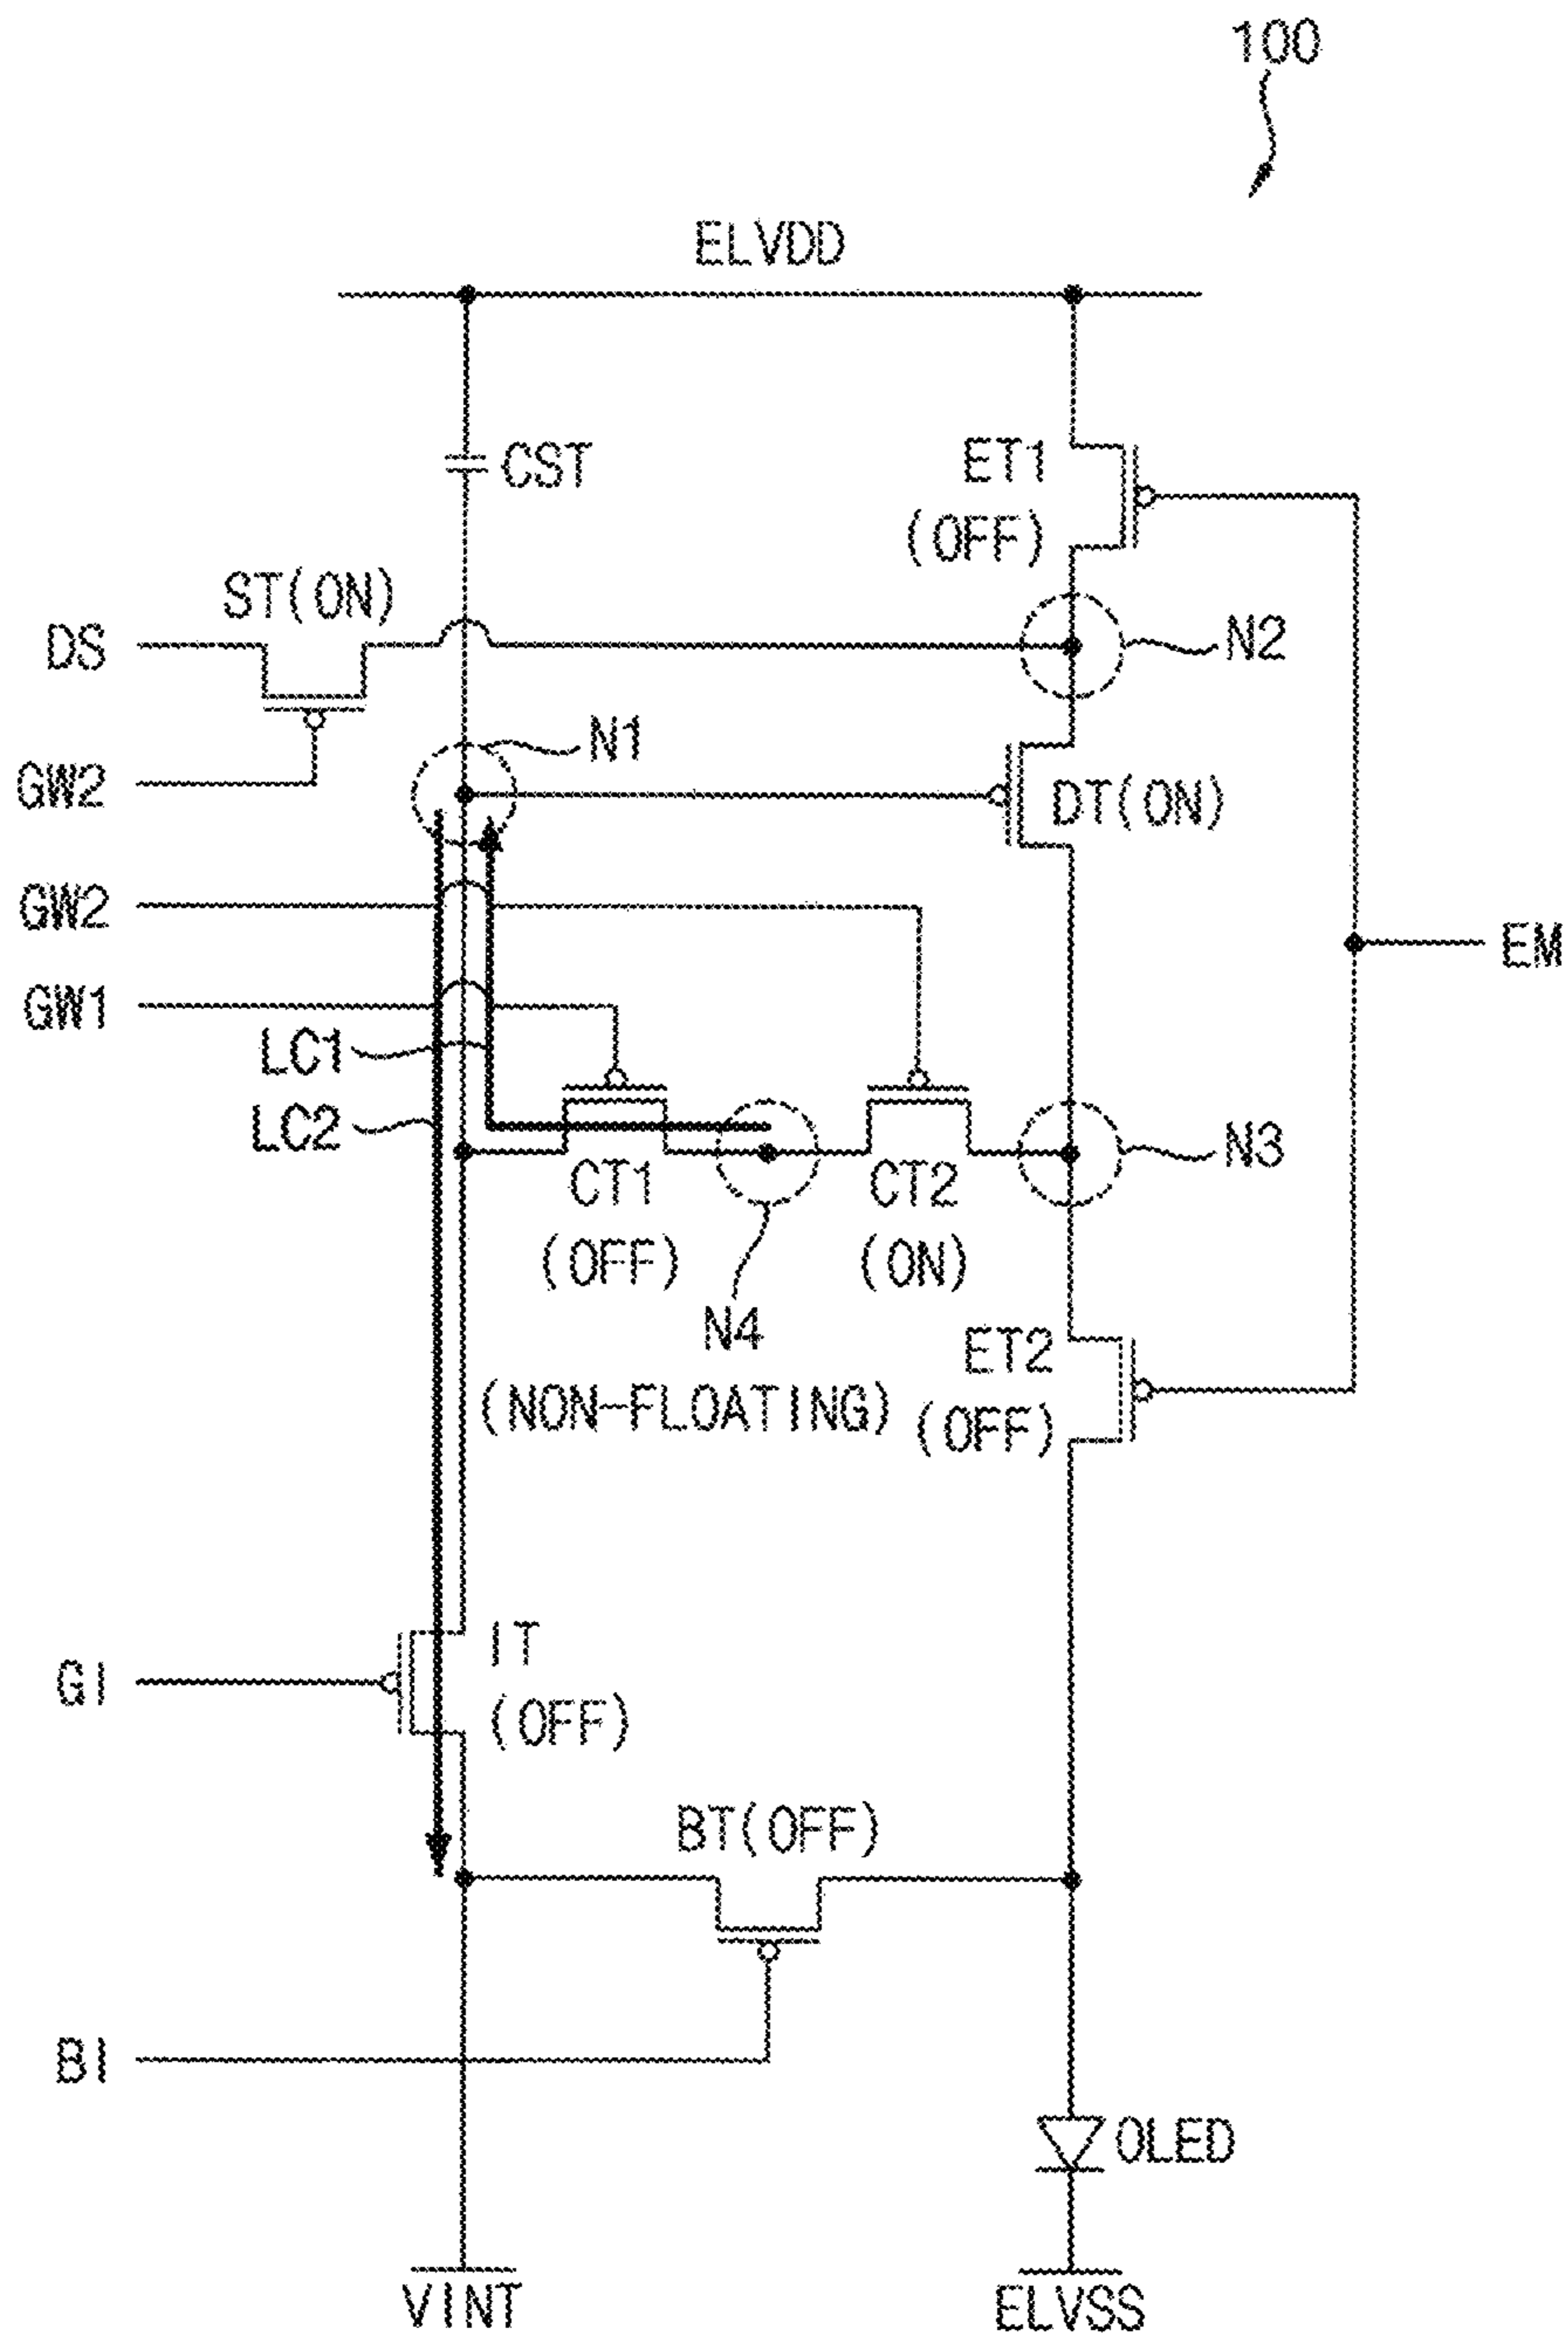 100
ELVDD
CST
ET1
(OFF)
ST(ON)
DS
N2
N1
GW2
DT(ON)
GW2
EM
GW1
LC1
LC2
N3
CT1
(OFF)
CT2
(ON)
N4
(NON-FLOATING)
ET2
(OFF)
IT
(OFF)
GI
BT(OFF)
BI
OLED
VINT
ELVSS